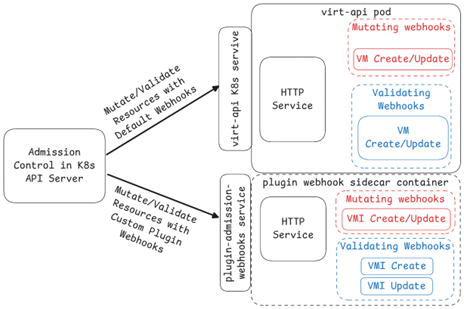 virt-api pod
Mutating webhooks
VM Create/Update
Validating
Webhooks
VM
Create/Update
HTTP
Service
virt-api K8s servive
Mutate/Validate
Resources with
Default Webhooks
Admission
Control in K8s
API Server
Mutate/Validate
Resources with
Custom Plugin
Webhooks
plugin-admission-
webhooks service
plugin webhook sidecar container
HTTP
Service
Mutating webhooks
VMI Create/Update
Validating Webhooks
VMI Create
VMI Update